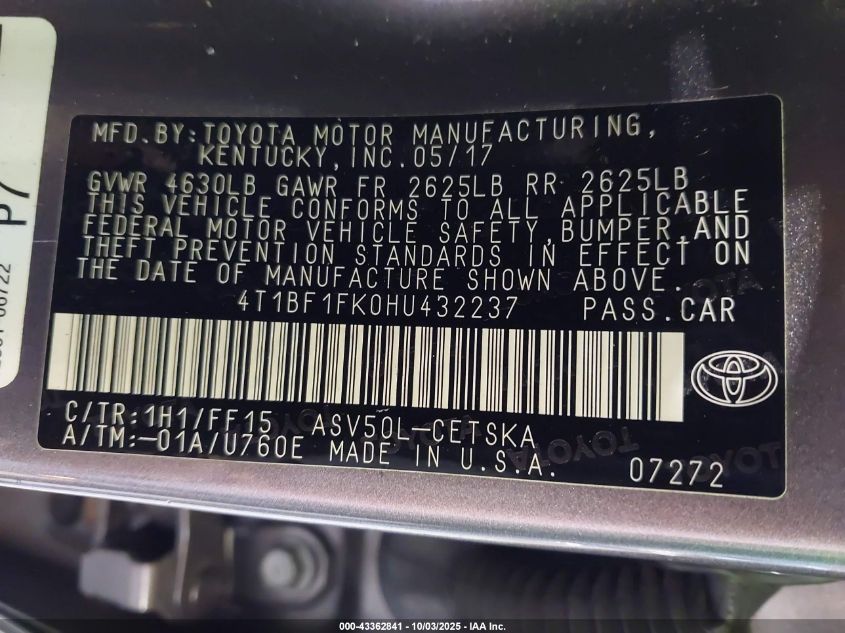 MFD.BY:TOYOTA MOTOR MANUFACTURING,
KENTUCKY,INC.05/17
GVWR 4630LB GAWR FR 2625LB RR 2625LB
THIS VEHICLE CONFORMS TO ALL APPLICABLE
FEDERAL MOTOR VEHICLE SAFETY,BUMPER,AND
THEFT PREVENTION STANDARDS IN EFFECT ON
THE DATE OF MANUFACTURE SHOWN ABOVE.
4T1BF1FK0HU432237 PASS.CAR
C/TR:1H1/FF15 ASV50L-CETSKA
A/TM:-01A/U760E MADE IN U.S.A. 07272
P7
000-43362841 - 10/03/2025 - IAA Inc.